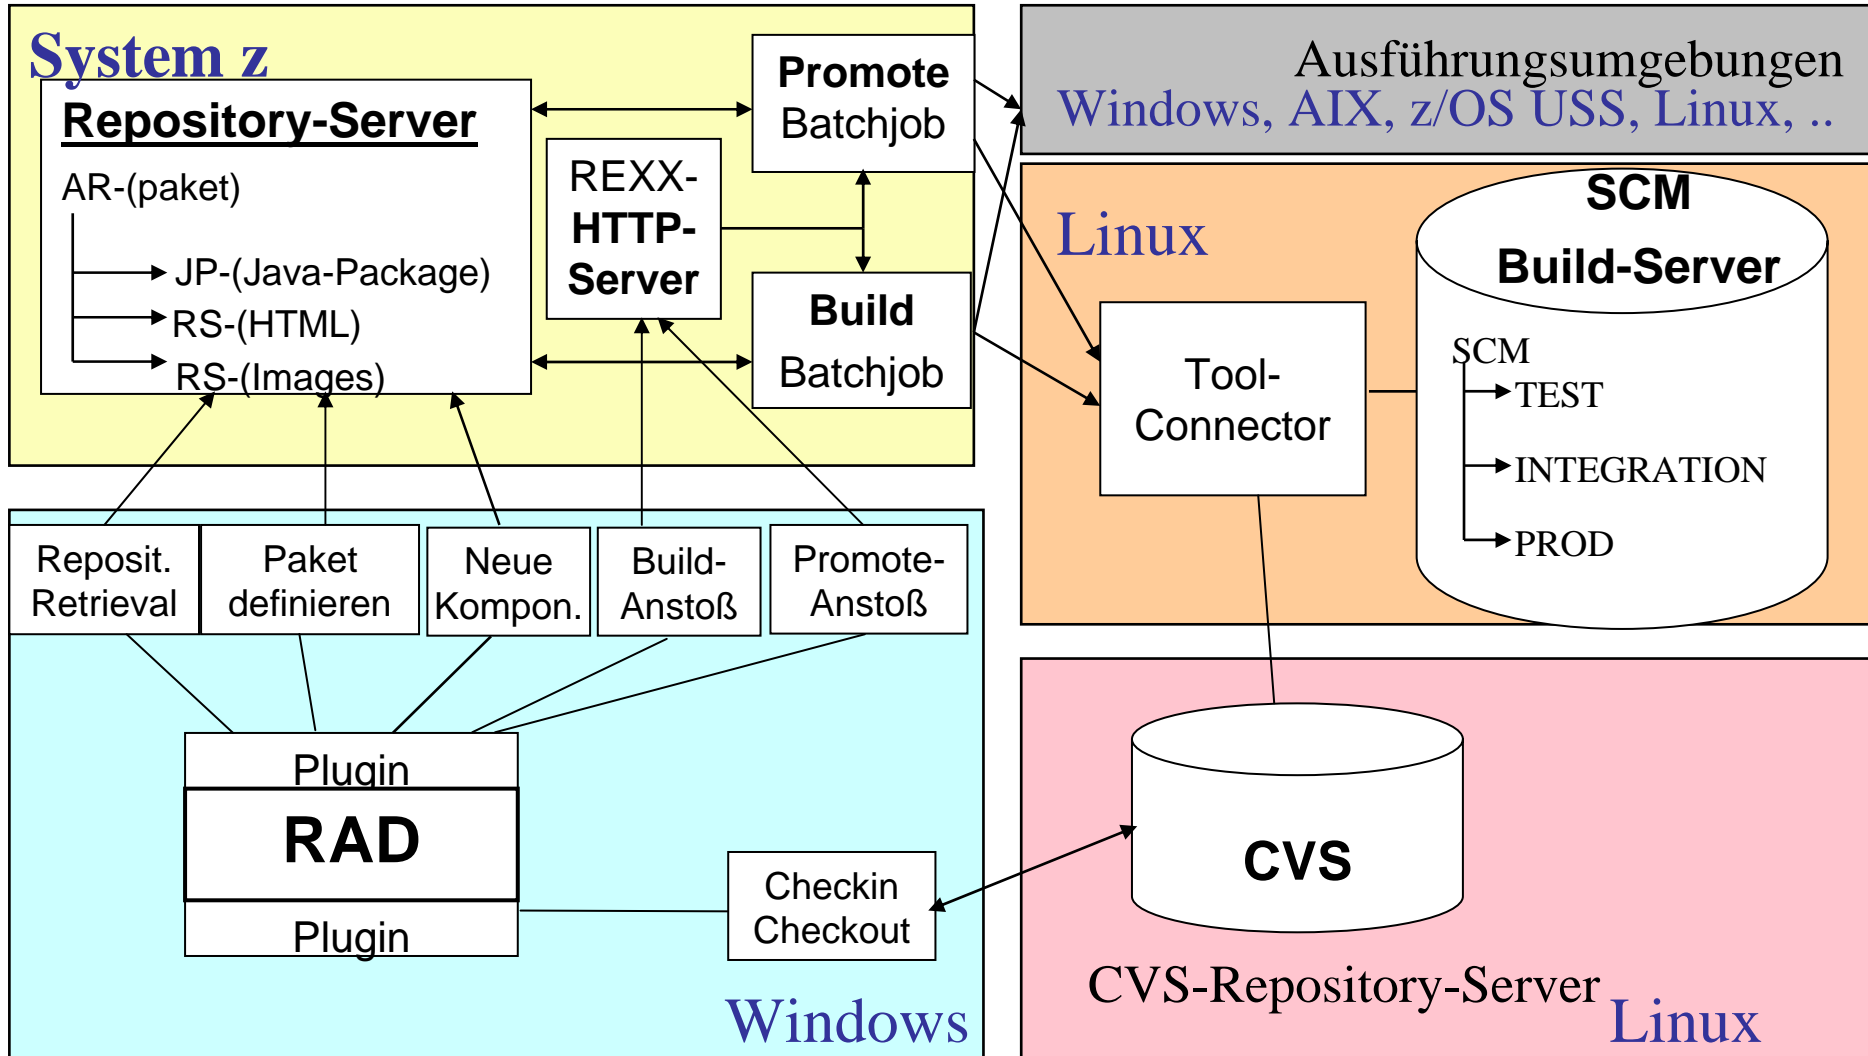 System z
Repository-Server
AR-(paket)
JP-(Java-Package)
RS-(HTML)
RS-(Images)
REXX-
HTTP-
Server
Promote
Batchjob
Build
Batchjob
Ausführungsumgebungen
Windows, AIX, z/OS USS, Linux, ..
Linux
Tool-
Connector
SCM
Build-Server
SCM
TEST
INTEGRATION
PROD
Reposit.
Retrieval
Paket
definieren
Neue
Kompon.
Build-
Anstoß
Promote-
Anstoß
Plugin
RAD
Plugin
Checkin
Checkout
Windows
CVS
CVS-Repository-Server
Linux